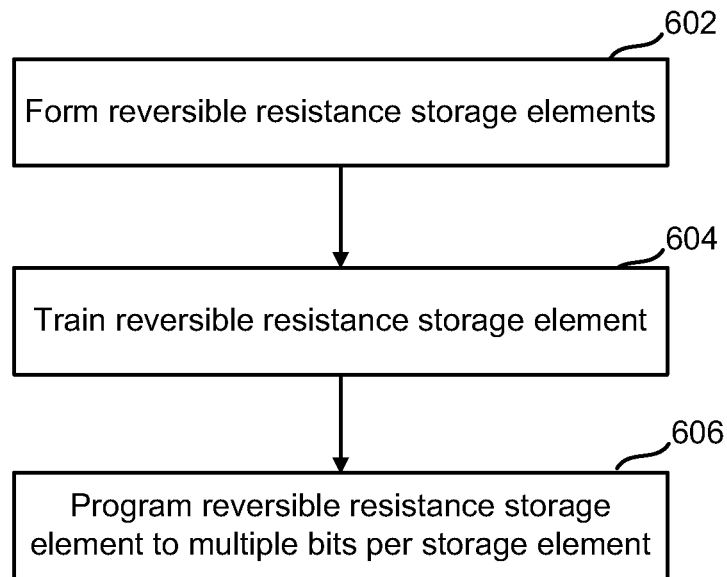 602
Form reversible resistance storage elements
604
Train reversible resistance storage element
606
Program reversible resistance storage
element to multiple bits per storage element